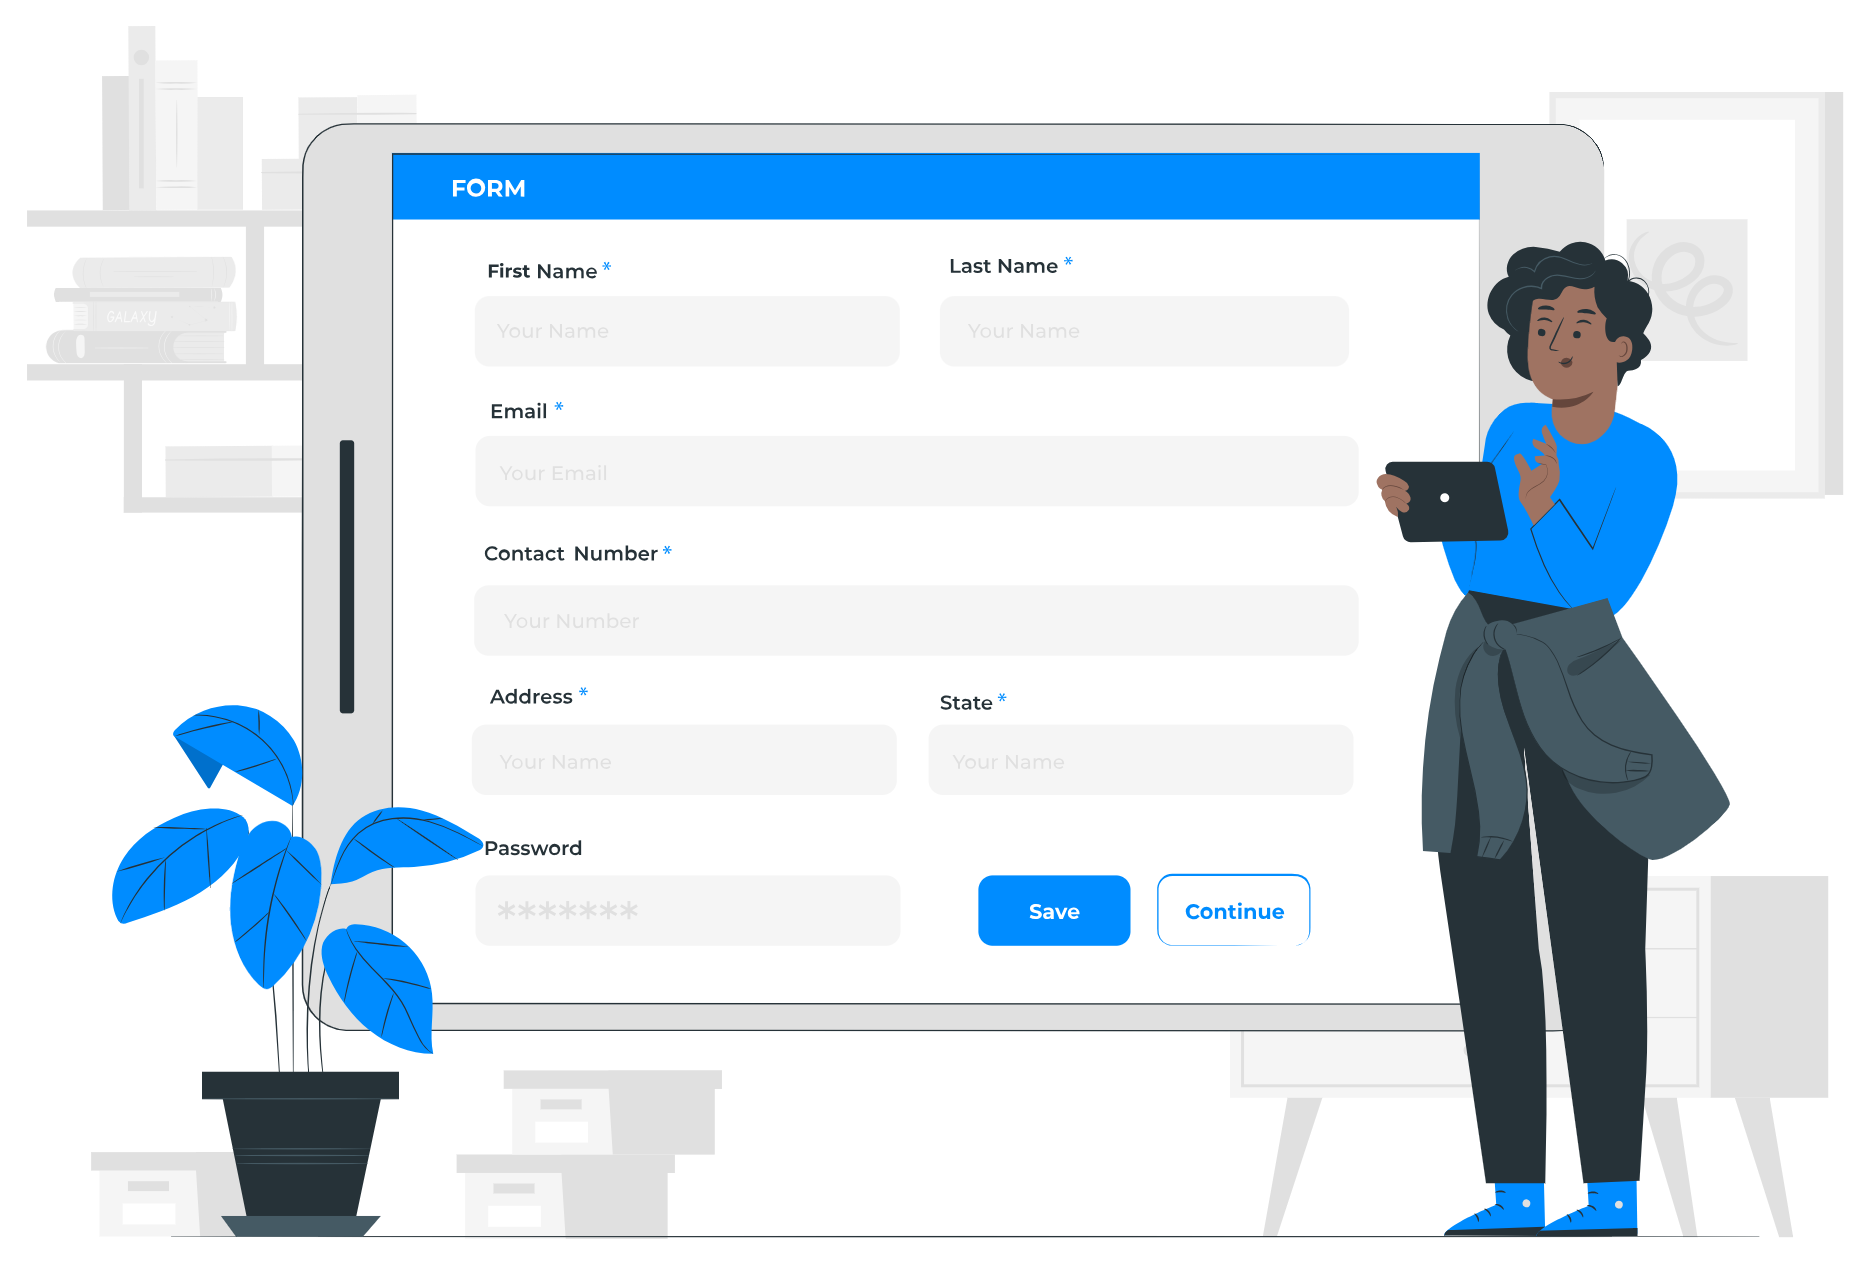 FORM
First Name *
Last Name *
Your Name
Your Name
Email *
Your Email
GALAXY
Contact Number *
Your Number
Address *
State *
Your Name
Your Name
Password
*******
Save
Continue